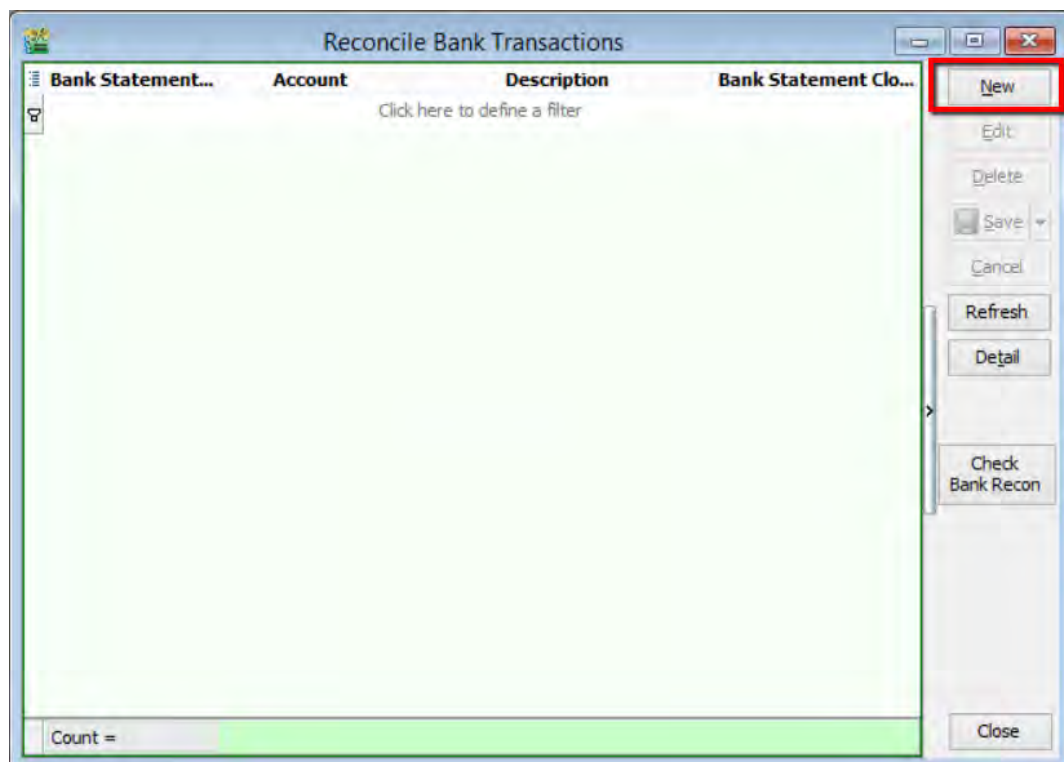 Reconcile Bank Transactions
Bank Statement... Account Description Bank Statement Clo...
Click here to define a filter
New
Edit
Delete
Save
Cancel
Refresh
Detail
>
Check
Bank Recon
Count =
Close